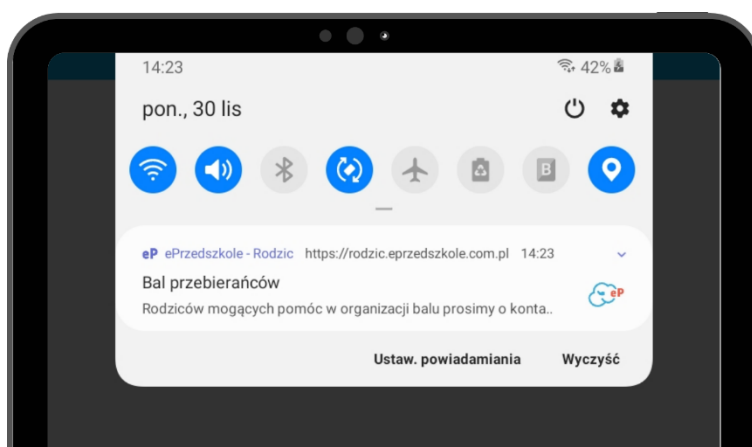 14:23 42%
pon., 30 lis
B
eP ePrzedszkole - Rodzic https://rodzic.eprzedszkole.com.pl 14:23
Bal przebierańców
eP
Rodziców mogących pomóc w organizacji balu prosimy o konta..
Ustaw. powiadamiania Wyczyść